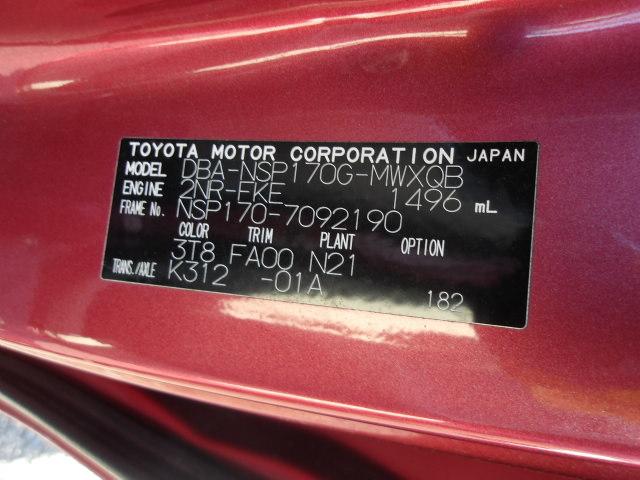 TOYOTA MOTOR CORPORATION JAPAN
MODEL DBA-NSP170G-MWXQB
ENGINE 2NR-FKE 1496 mL
FRAME No. NSP170-7092190
COLOR TRIM PLANT OPTION
3T8 FA00 N21
TRANS./AXLE K312 -01A
182